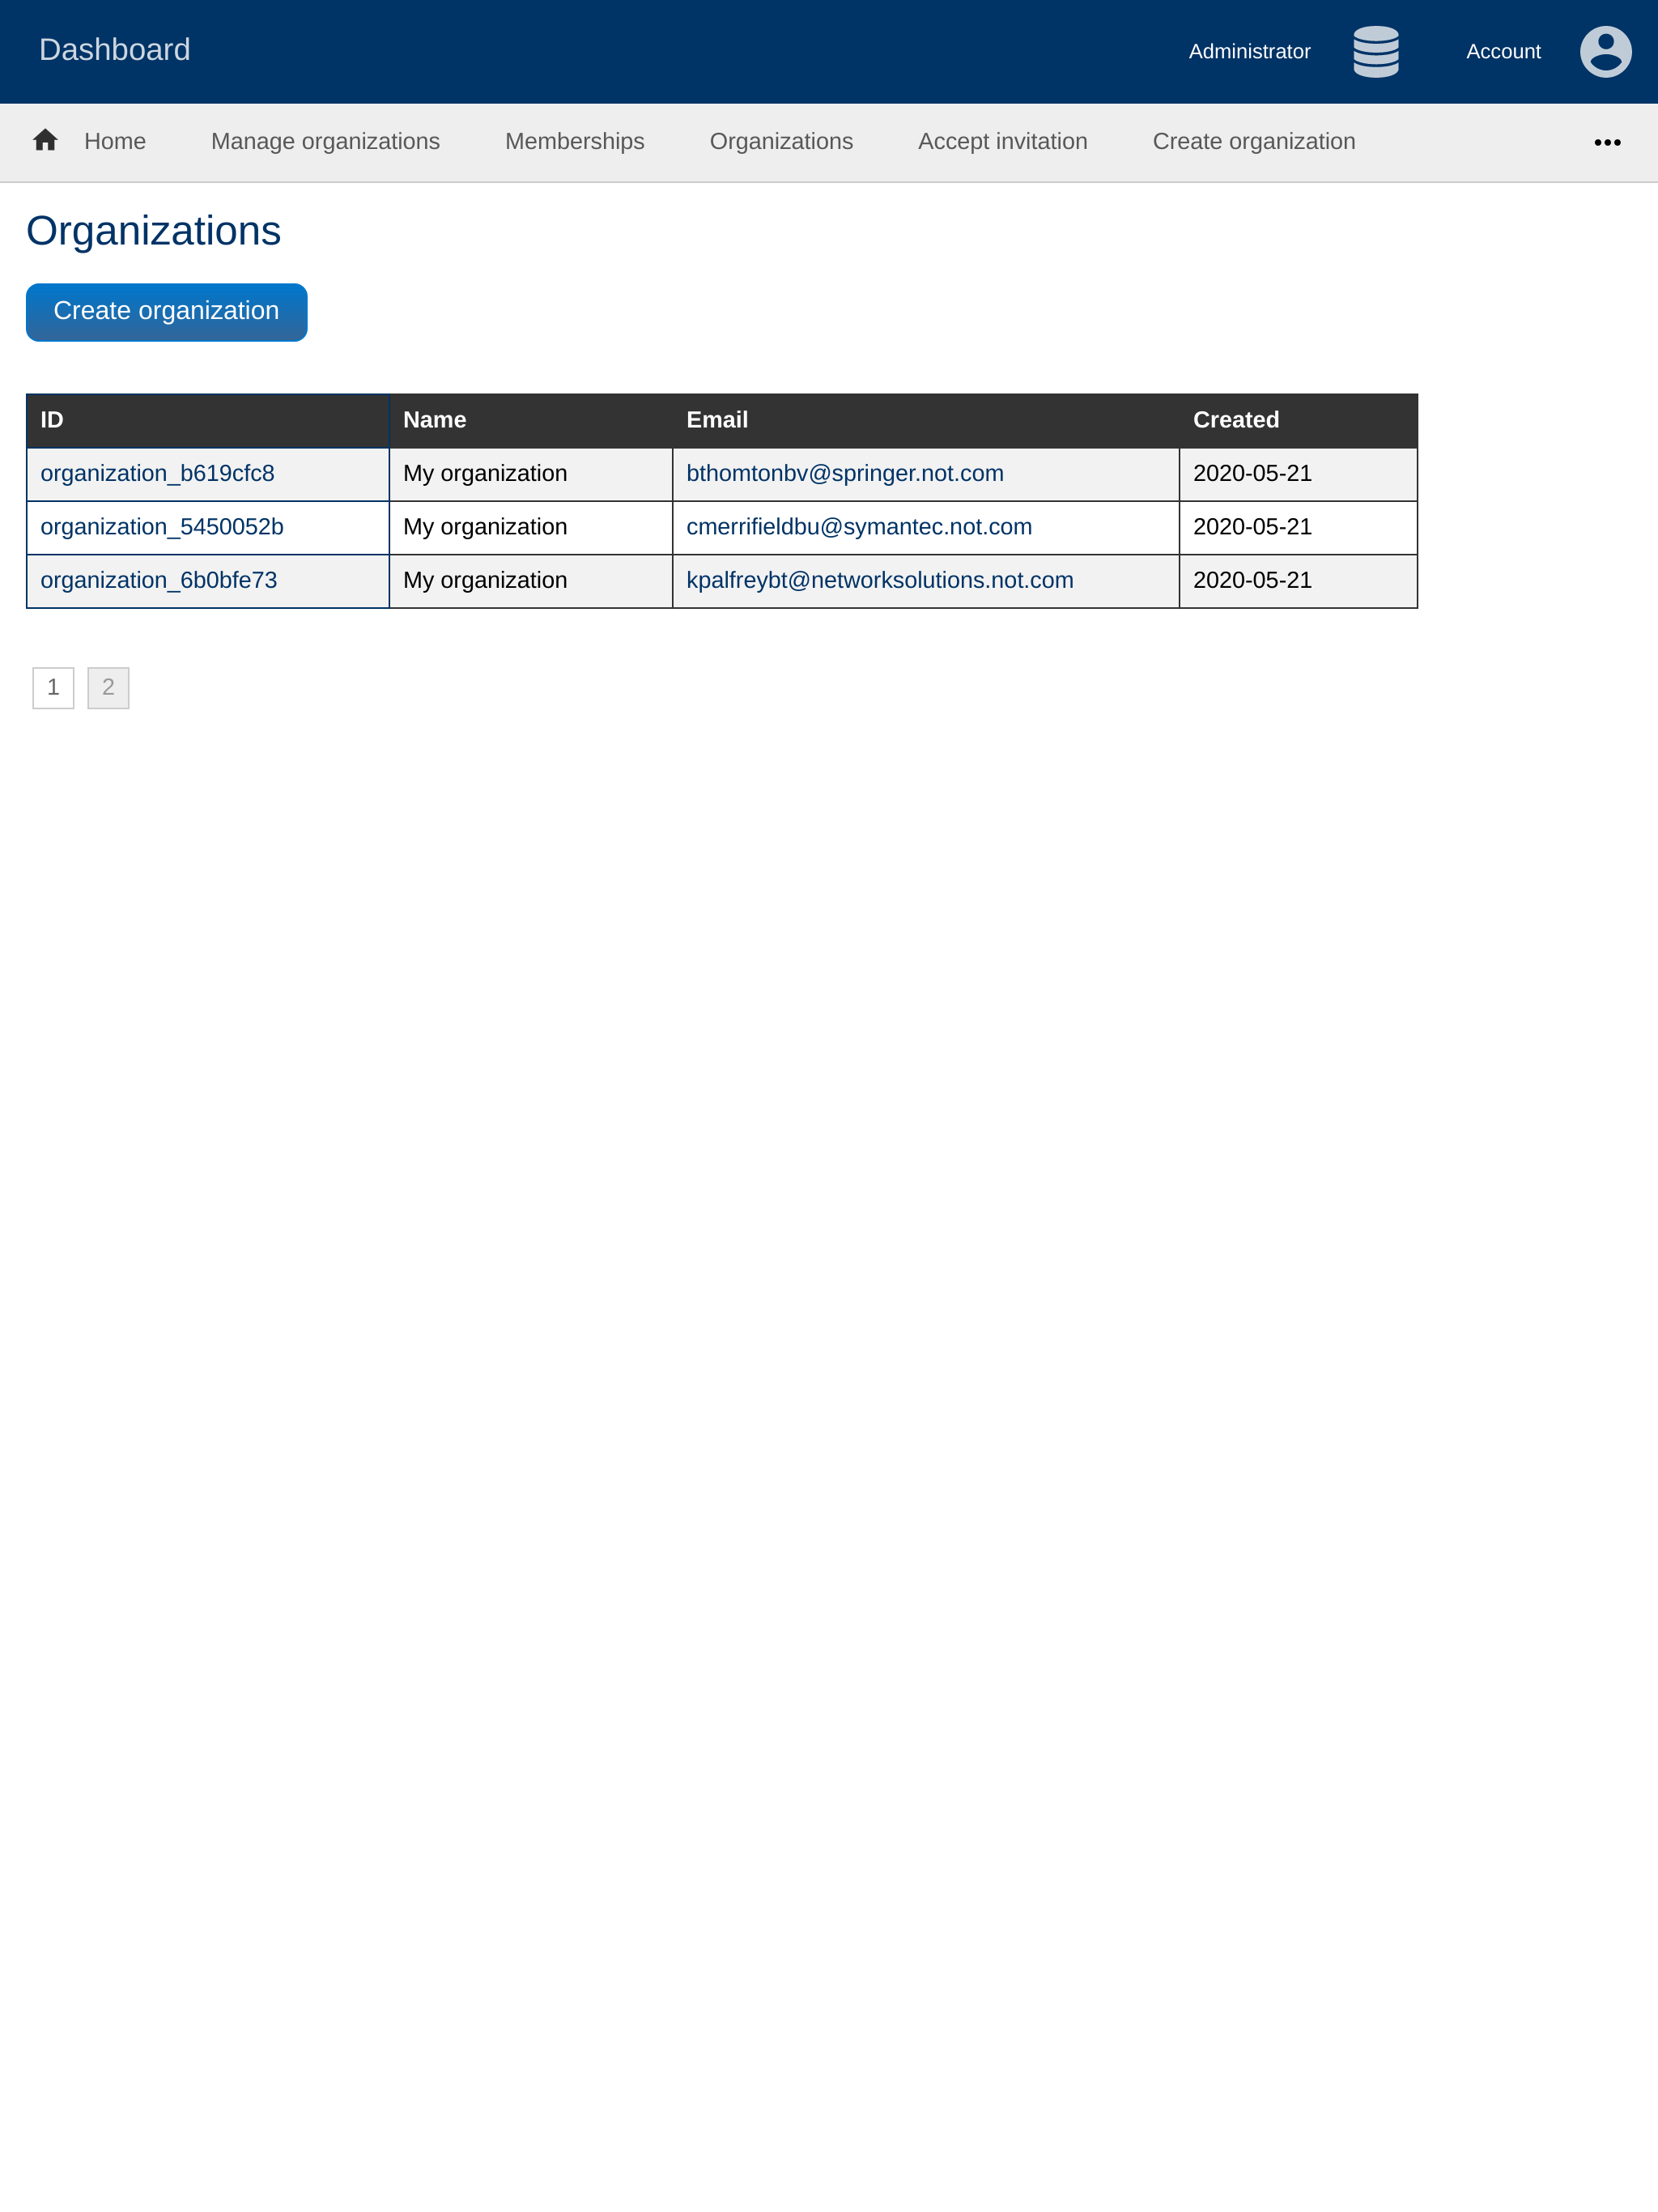 Dashboard Administrator Account
Home Manage organizations Memberships Organizations Accept invitation Create organization •••
Organizations
Create organization
ID Name Email Created
organization_b619cfc8 My organization bthomtonbv@springer.not.com 2020-05-21
organization_5450052b My organization cmerrifieldbu@symantec.not.com 2020-05-21
organization_6b0bfe73 My organization kpalfreybt@networksolutions.not.com 2020-05-21
1 2